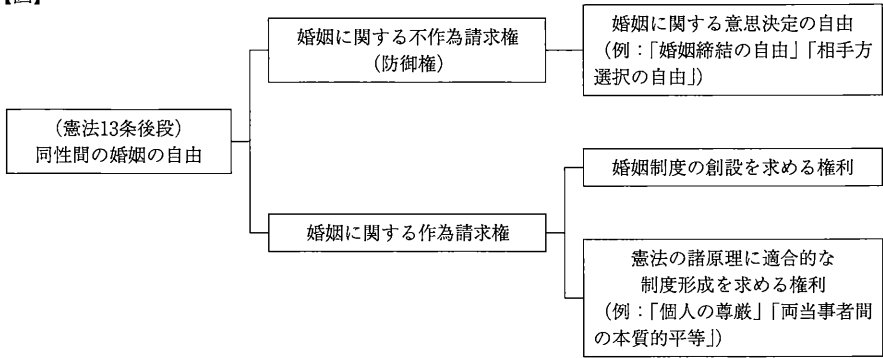 【図】
婚姻に関する不作為請求権
（防御権）
婚姻に関する意思決定の自由
（例：「婚姻締結の自由」「相手方
選択の自由」）
（憲法13条後段）
同性間の婚姻の自由
婚姻制度の創設を求める権利
婚姻に関する作為請求権
憲法の諸原理に適合的な
制度形成を求める権利
（例：「個人の尊厳」「両当事者間
の本質的平等」）